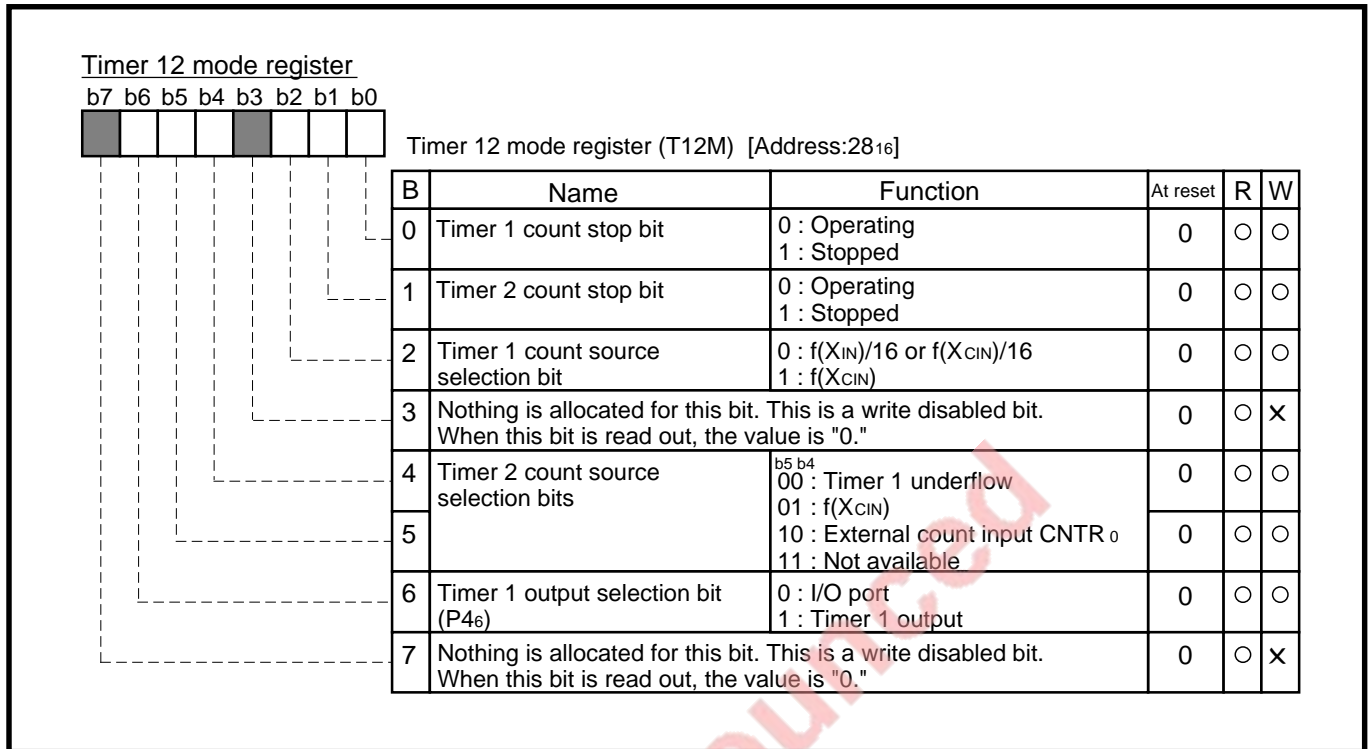 Timer 12 mode register
b7 b6 b5 b4 b3 b2 b1 b0
Timer 12 mode register (T12M) [Address:2816]
B Name Function At reset R W
0 Timer 1 count stop bit 0 : Operating 0 ○ ○
1 : Stopped
1 Timer 2 count stop bit 0 : Operating 0 ○ ○
1 : Stopped
2 Timer 1 count source 0 : f(XIN)/16 or f(XCIN)/16 0 ○ ○
selection bit 1 : f(XCIN)
3 Nothing is allocated for this bit. This is a write disabled bit. 0 ○ ×
When this bit is read out, the value is "0."
4 Timer 2 count source b5 b4 0 ○ ○
selection bits 00 : Timer 1 underflow
01 : f(XCIN)
5 10 : External count input CNTR 0 0 ○ ○
11 : Not available
6 Timer 1 output selection bit 0 : I/O port 0 ○ ○
(P46) 1 : Timer 1 output
7 Nothing is allocated for this bit. This is a write disabled bit. 0 ○ ×
When this bit is read out, the value is "0."
unced